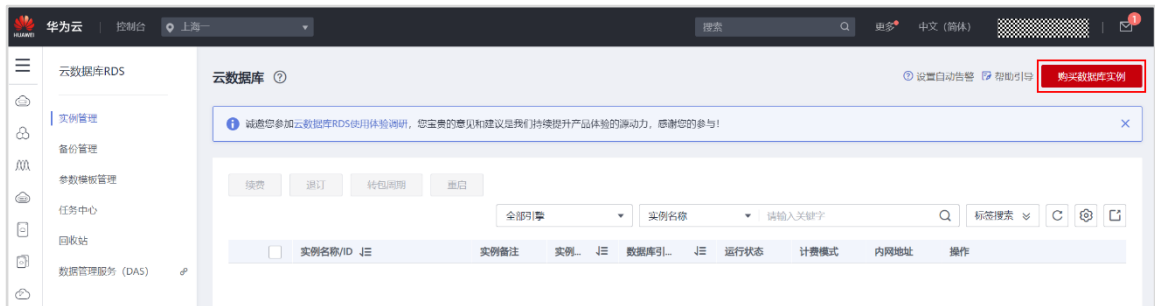 HUAWEI 华为云 控制台 上海一 搜索 更多 中文 (简体) 1
云数据库RDS
实例管理
备份管理
参数模板管理
任务中心
回收站
数据管理服务 (DAS)
云数据库 ? 设置自动告警 帮助引导 购买数据库实例
诚邀您参加云数据库RDS使用体验调研，您宝贵的意见和建议是我们持续提升产品体验的源动力，感谢您的参与！
续费 退订 转包周期 重启
全部引擎 实例名称 请输入关键字 标签搜索
实例名称/ID 实例备注 实例... 数据库引... 运行状态 计费模式 内网地址 操作